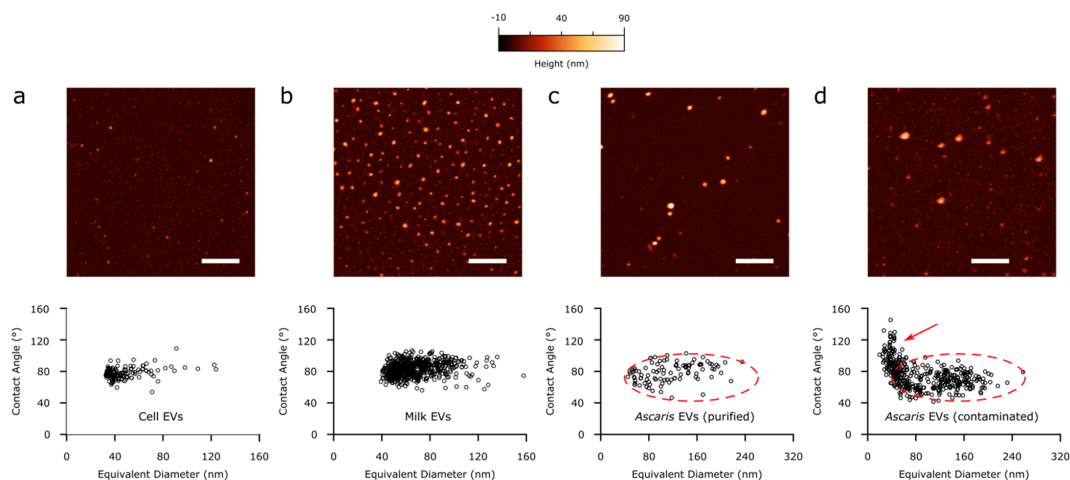 -10 40 90
Height (nm)
a b c d
160 160 160 160
120 120 120 120
80 80 80 80
40 40 40 40
0 0 0 0
Contact Angle (°) Contact Angle (°) Contact Angle (°) Contact Angle (°)
Cell EVs Milk EVs Ascaris EVs (purified) Ascaris EVs (contaminated)
0 40 80 120 160 0 40 80 120 160 0 80 160 240 320 0 80 160 240 320
Equivalent Diameter (nm) Equivalent Diameter (nm) Equivalent Diameter (nm) Equivalent Diameter (nm)